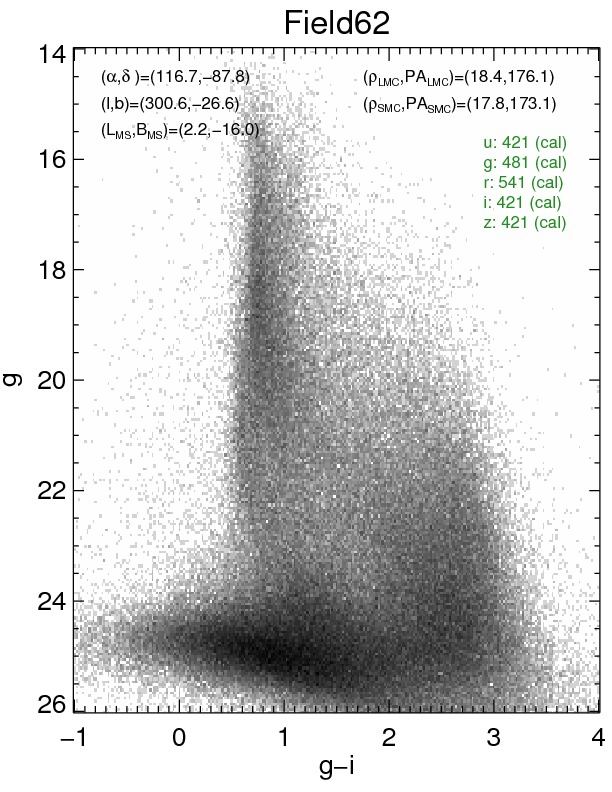 Field62
(α,δ )=(116.7,−87.8)
(ρLMC,PALMC)=(18.4,176.1)
(l,b)=(300.6,−26.6)
(ρSMC,PASMC)=(17.8,173.1)
(LMS,BMS)=(2.2,−16.0)
u: 421 (cal)
g: 481 (cal)
r: 541 (cal)
i: 421 (cal)
z: 421 (cal)
14
16
18
20
22
24
26
g
−1 0 1 2 3 4
g−i